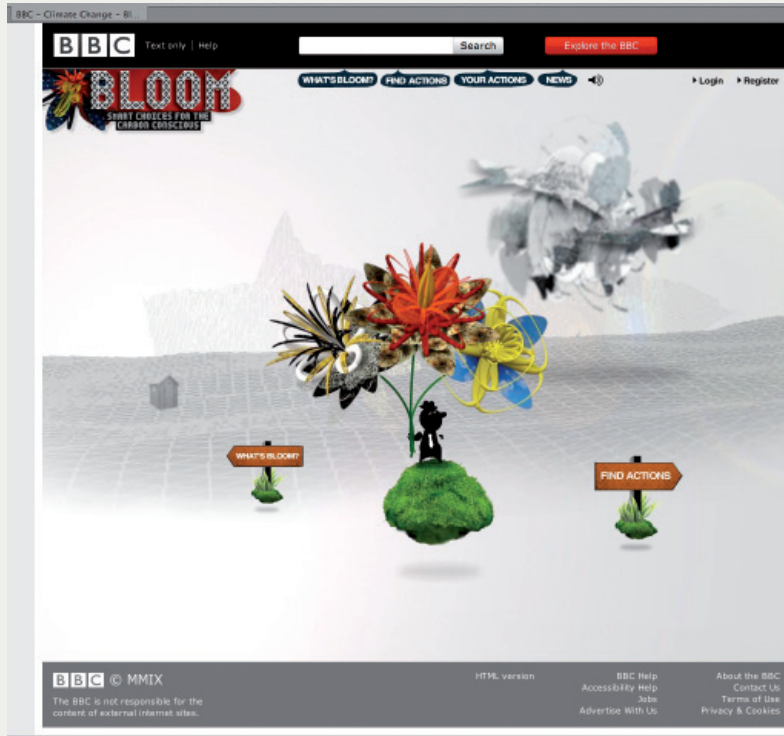 BBC – Climate Change – Bl...
BBC Text only | Help Search Explore the BBC
BLOOM
SMART CHOICES FOR THE
CARBON CONSCIOUS
WHAT'S BLOOM? FIND ACTIONS YOUR ACTIONS NEWS Login Register
WHAT'S BLOOM?
FIND ACTIONS
BBC © MMIX
The BBC is not responsible for the
content of external internet sites.
HTML version
BBC Help
Accessibility Help
Jobs
Advertise With Us
About the BBC
Contact Us
Terms of Use
Privacy & Cookies